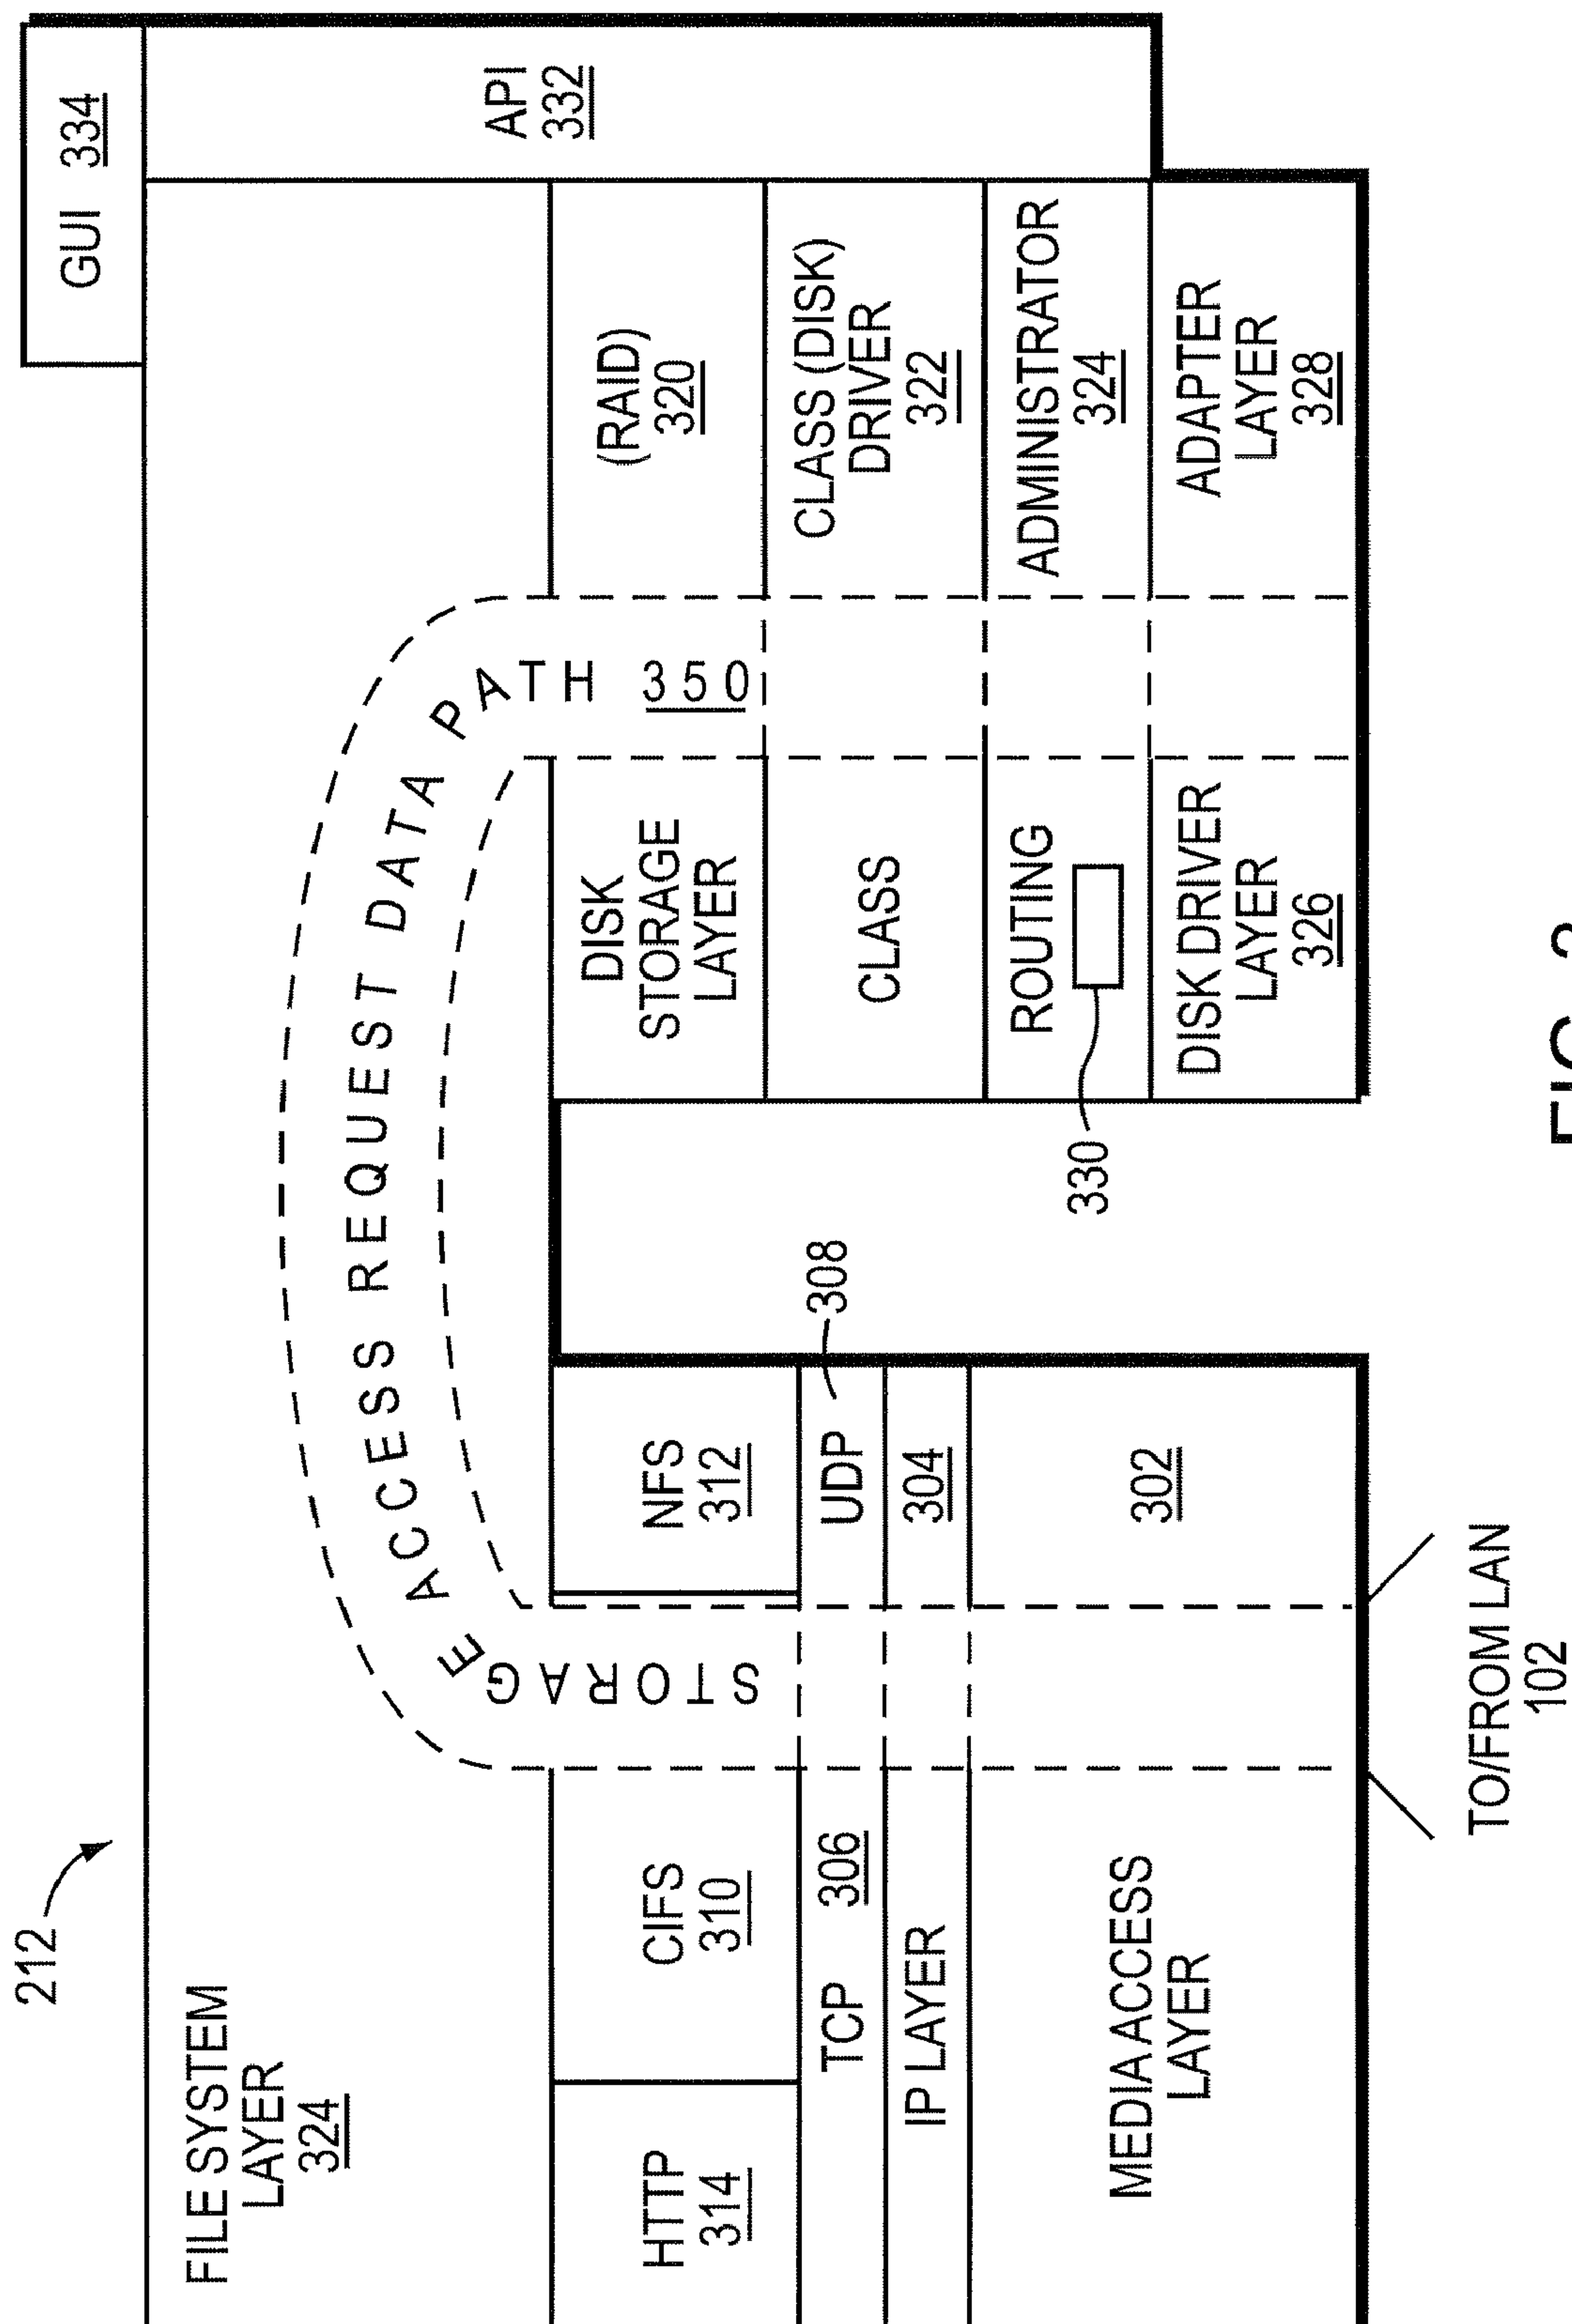 212
FILE SYSTEM
LAYER
324
GUI 334
API
332
STORAGE ACCESS REQUEST DATA PATH 350
HTTP
314
CIFS
310
NFS
312
TCP 306
UDP
308
IP LAYER 304
MEDIA ACCESS
LAYER
302
TO/FROM LAN
102
DISK
STORAGE
LAYER
(RAID)
320
CLASS
CLASS (DISK)
DRIVER
322
ROUTING
330
ADMINISTRATOR
324
DISK DRIVER
LAYER
326
ADAPTER
LAYER
328